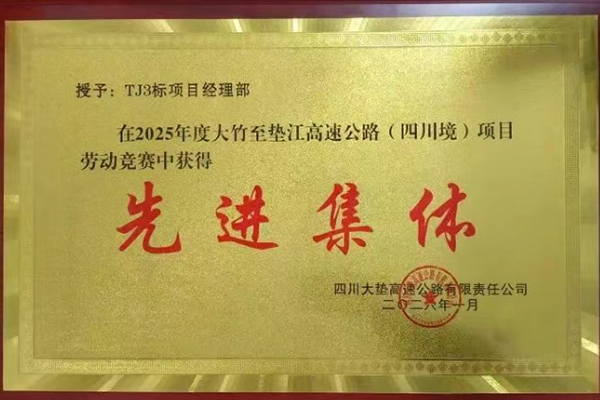 授予：TJ3标项目经理部
在2025年度大竹至垫江高速公路（四川境）项目
劳动竞赛中获得
先进集体
四川大垫高速公路有限责任公司
二〇二六年一月